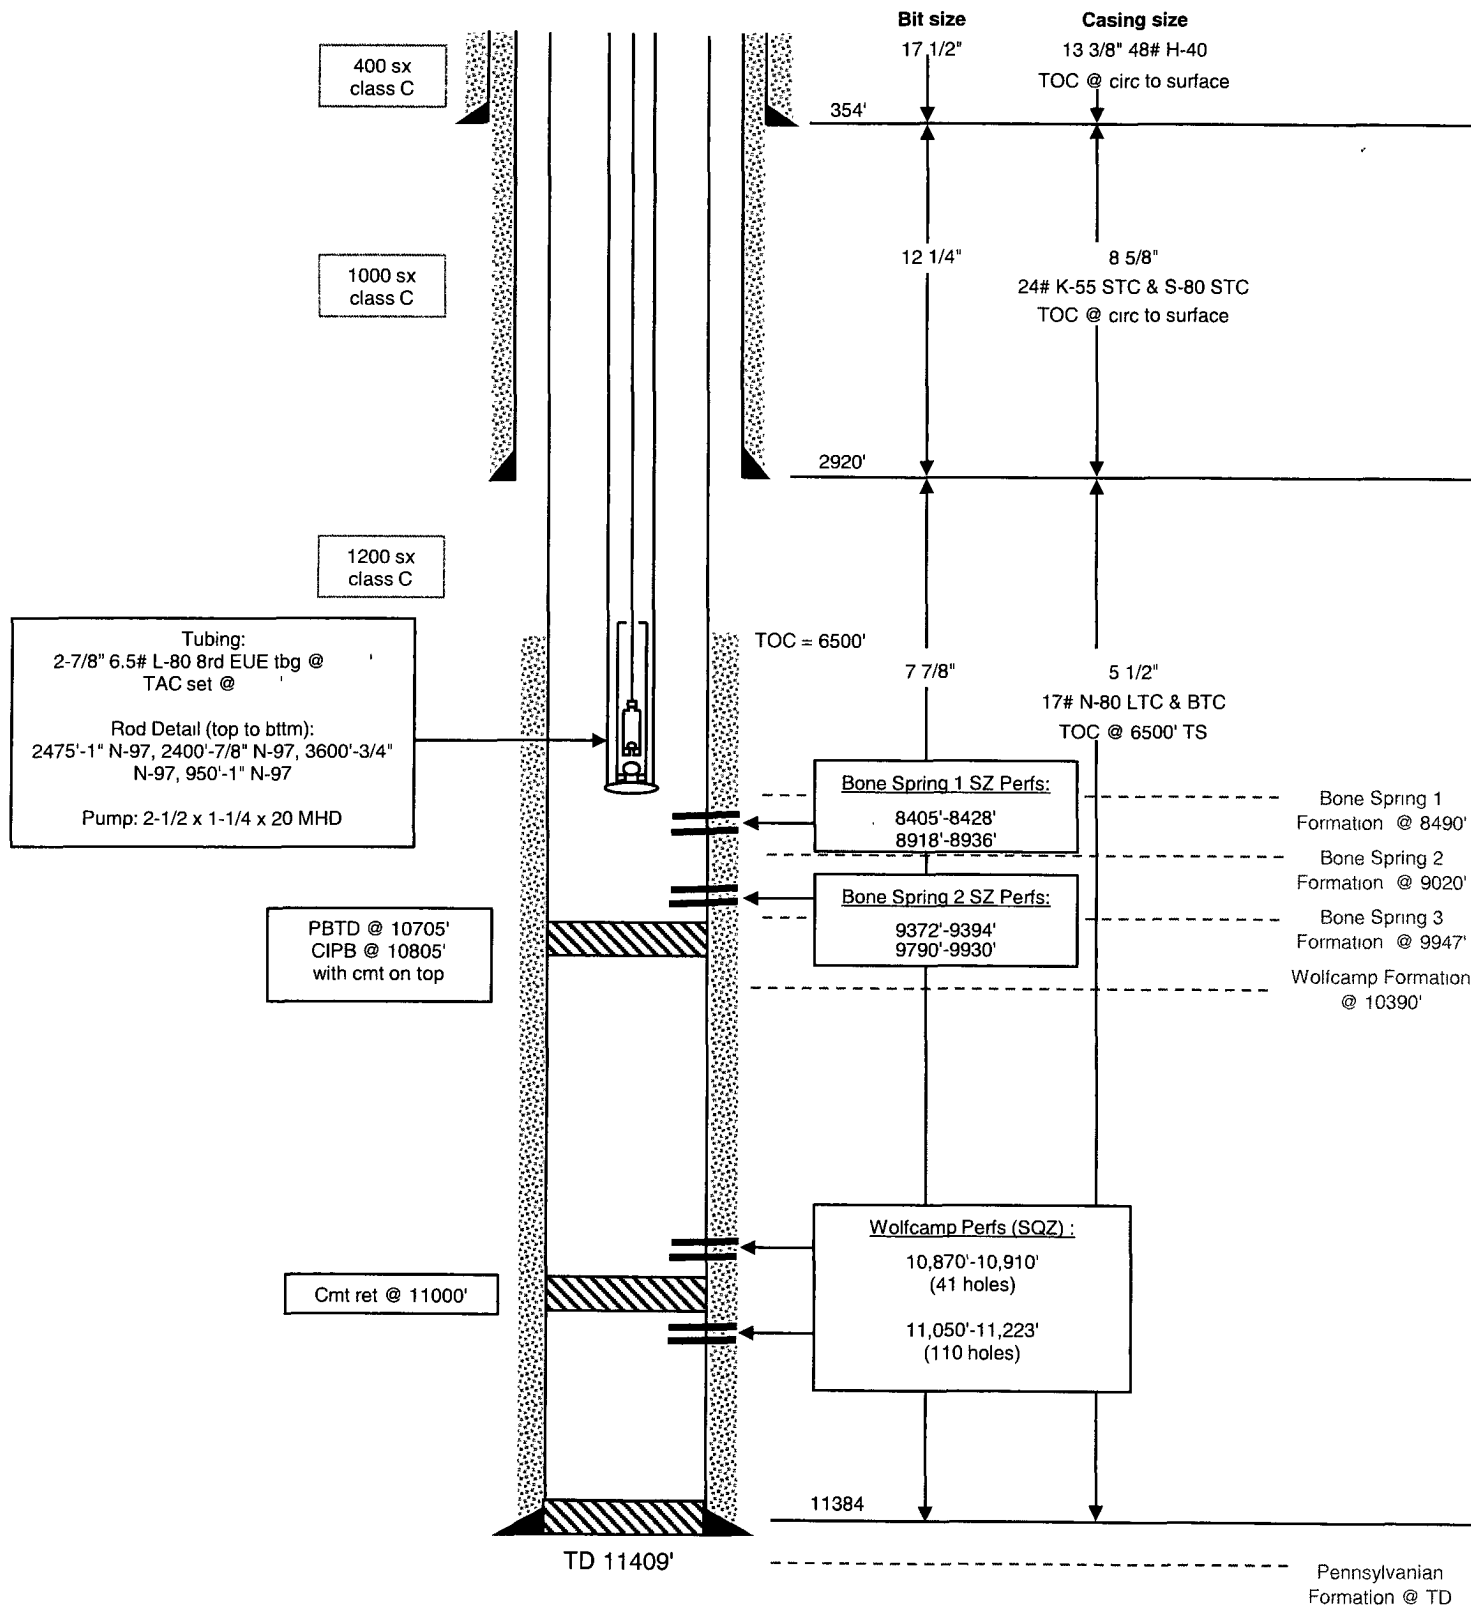 Bit size
Casing size
17 1/2"
13 3/8" 48# H-40
TOC @ circ to surface
400 sx
class C
354'
12 1/4"
8 5/8"
24# K-55 STC & S-80 STC
TOC @ circ to surface
1000 sx
class C
2920'
1200 sx
class C
Tubing:
2-7/8" 6.5# L-80 8rd EUE tbg @ '
TAC set @ '
Rod Detail (top to bttm):
2475'-1" N-97, 2400'-7/8" N-97, 3600'-3/4"
N-97, 950'-1" N-97
Pump: 2-1/2 x 1-1/4 x 20 MHD
TOC = 6500'
7 7/8"
5 1/2"
17# N-80 LTC & BTC
TOC @ 6500' TS
Bone Spring 1 SZ Perfs:
8405'-8428'
8918'-8936'
Bone Spring 1
Formation @ 8490'
Bone Spring 2
Formation @ 9020'
Bone Spring 2 SZ Perfs:
9372'-9394'
9790'-9930'
Bone Spring 3
Formation @ 9947'
Wolfcamp Formation
@ 10390'
PBTD @ 10705'
CIPB @ 10805'
with cmt on top
Wolfcamp Perfs (SQZ) :
10,870'-10,910'
(41 holes)
11,050'-11,223'
(110 holes)
Cmt ret @ 11000'
11384
TD 11409'
Pennsylvanian
Formation @ TD